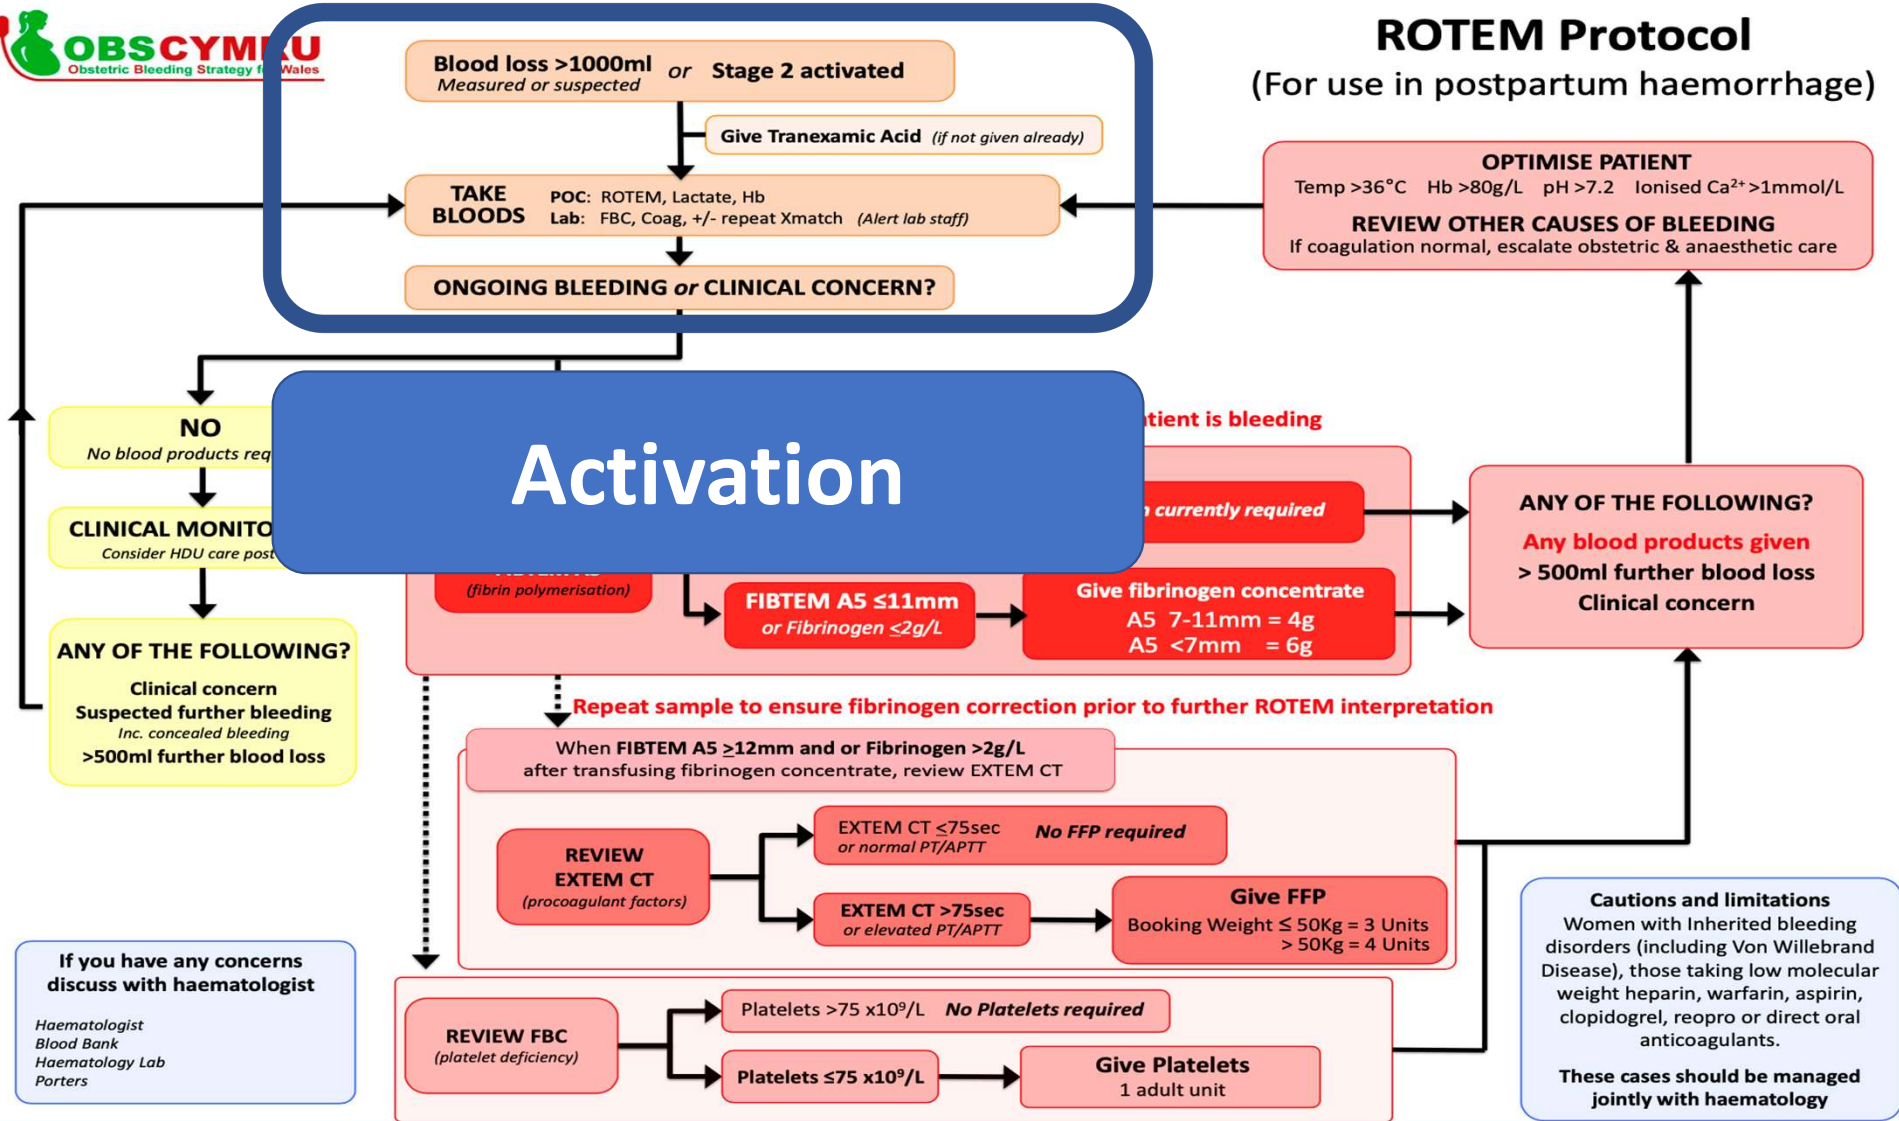 OBSCYMRU
Obstetric Bleeding Strategy for Wales
ROTEM Protocol
(For use in postpartum haemorrhage)
Blood loss >1000ml or Stage 2 activated
Measured or suspected
Give Tranexamic Acid (if not given already)
TAKE BLOODS
POC: ROTEM, Lactate, Hb
Lab: FBC, Coag, +/- repeat Xmatch (Alert lab staff)
ONGOING BLEEDING or CLINICAL CONCERN?
OPTIMISE PATIENT
Temp >36°C Hb >80g/L pH >7.2 Ionised Ca²⁺ >1mmol/L
REVIEW OTHER CAUSES OF BLEEDING
If coagulation normal, escalate obstetric & anaesthetic care
NO
No blood products
CLINICAL
Consider HDU care post
ANY OF THE FOLLOWING?
Clinical concern
Suspected further bleeding
Inc. concealed bleeding
>500ml further blood loss
Activation
is bleeding
currently required
(fibrin polymerisation)
FIBTEM A5 ≤11mm
or Fibrinogen ≤2g/L
Give fibrinogen concentrate
A5 7-11mm = 4g
A5 <7mm = 6g
ANY OF THE FOLLOWING?
Any blood products given
> 500ml further blood loss
Clinical concern
Repeat sample to ensure fibrinogen correction prior to further ROTEM interpretation
When FIBTEM A5 ≥12mm and or Fibrinogen >2g/L
after transfusing fibrinogen concentrate, review EXTEM CT
REVIEW
EXTEM CT
(procoagulant factors)
EXTEM CT ≤75sec No FFP required
or normal PT/APTT
EXTEM CT >75sec
or elevated PT/APTT
Give FFP
Booking Weight ≤ 50Kg = 3 Units
> 50Kg = 4 Units
REVIEW FBC
(platelet deficiency)
Platelets >75 x10⁹/L No Platelets required
Platelets ≤75 x10⁹/L
Give Platelets
1 adult unit
If you have any concerns
discuss with haematologist
Haematologist
Blood Bank
Haematology Lab
Porters
Cautions and limitations
Women with Inherited bleeding
disorders (including Von Willebrand
Disease), those taking low molecular
weight heparin, warfarin, aspirin,
clopidogrel, reopro or direct oral
anticoagulants.
These cases should be managed
jointly with haematology